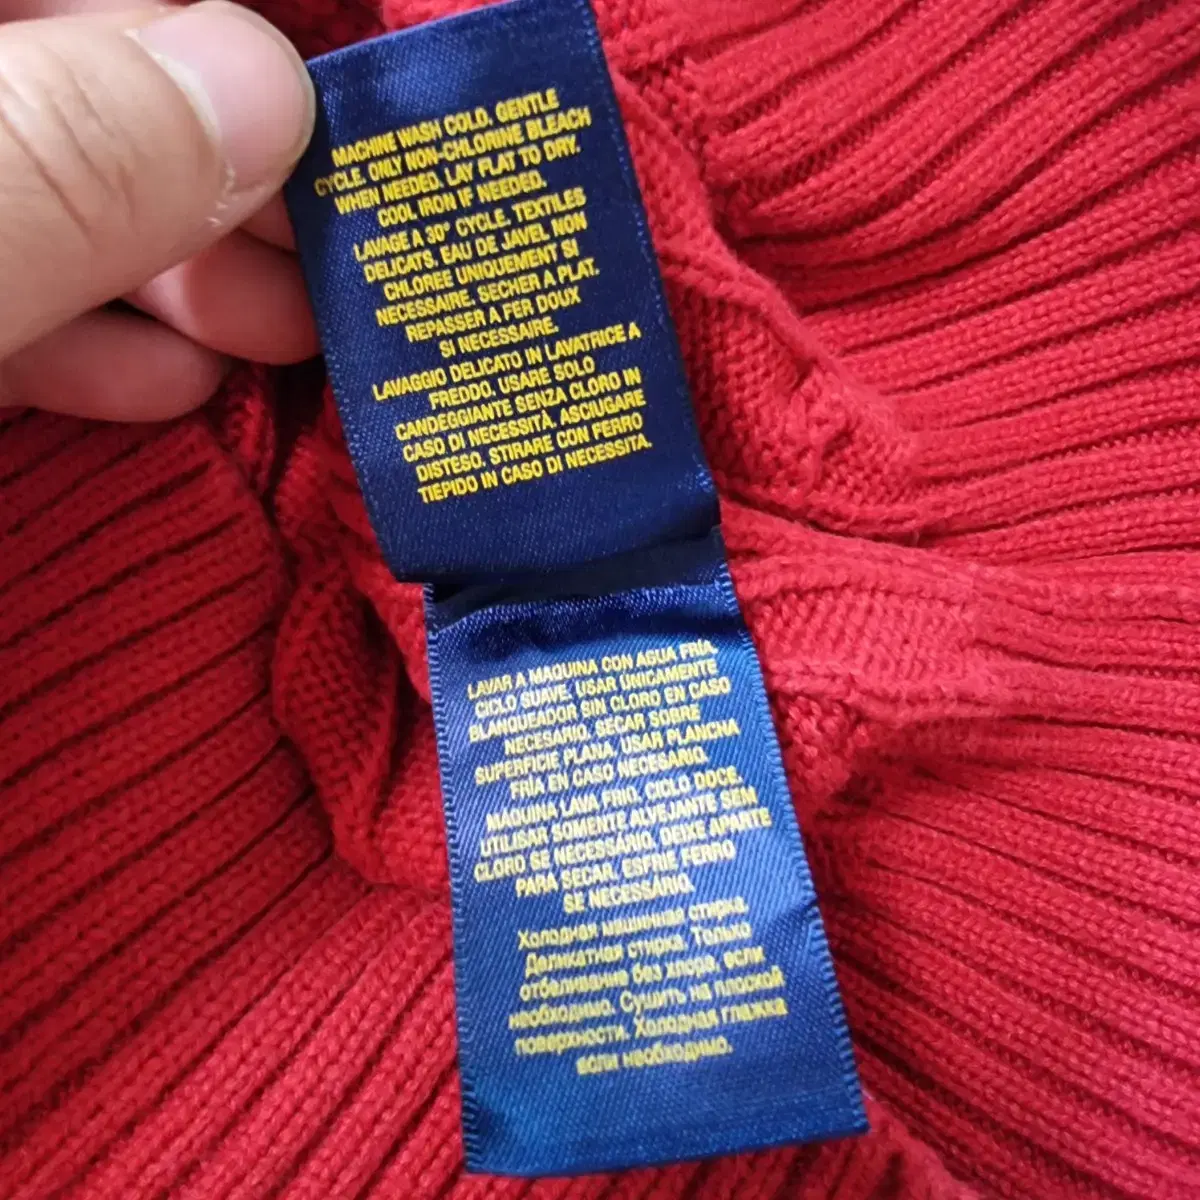 MACHINE WASH COLD. GENTLE
CYCLE. ONLY NON-CHLORINE BLEACH
WHEN NEEDED. LAY FLAT TO DRY.
COOL IRON IF NEEDED.
LAVAGE A 30° CYCLE. TEXTILES
DELICATS. EAU DE JAVEL NON
CHLOREE UNIQUEMENT SI
NECESSAIRE. SECHER A PLAT.
REPASSER A FER DOUX
SI NECESSAIRE.
LAVAGGIO DELICATO IN LAVATRICE A
FREDDO. USARE SOLO
CANDEGGIANTE SENZA CLORO IN
CASO DI NECESSITÀ. ASCIUGARE
DISTESO. STIRARE CON FERRO
TIEPIDO IN CASO DI NECESSITA.
LAVAR A MAQUINA CON AGUA FRÍA.
CICLO SUAVE. USAR UNICAMENTE
BLANQUEADOR SIN CLORO EN CASO
NECESARIO. SECAR SOBRE
SUPERFICIE PLANA. USAR PLANCHA
FRÍA EN CASO NECESARIO.
MÁQUINA LAVA FRIO. CICLO DOCE.
UTILISAR SOMENTE ALVEJANTE SEM
CLORO SE NECESSÁRIO. DEIXE APARTE
PARA SECAR. ESFRIE FERRO
SE NECESSÁRIO.
Холодная машинная стирка.
Деликатная стирка. Только
отбеливание без хлора, если
необходимо. Сушить на плоской
поверхности. Холодная глажка
если необходимо.